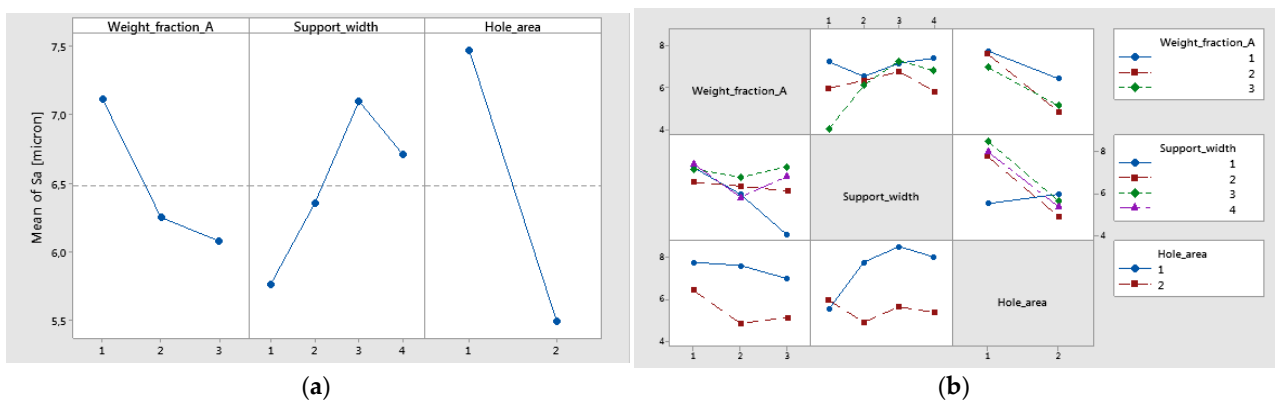 Weight_fraction_A Support_width Hole_area
7,5
7,0
6,5
6,0
5,5
Mean of Sa [micron]
1 2 3 1 2 3 4 1 2
(a)
1 2 3 4
8
6
4
Weight_fraction_A
Support_width
8
6
4
8
6
4
Hole_area
1 2 3
1 2
Weight_fraction_A
1
2
3
Support_width
1
2
3
4
Hole_area
1
2
(b)